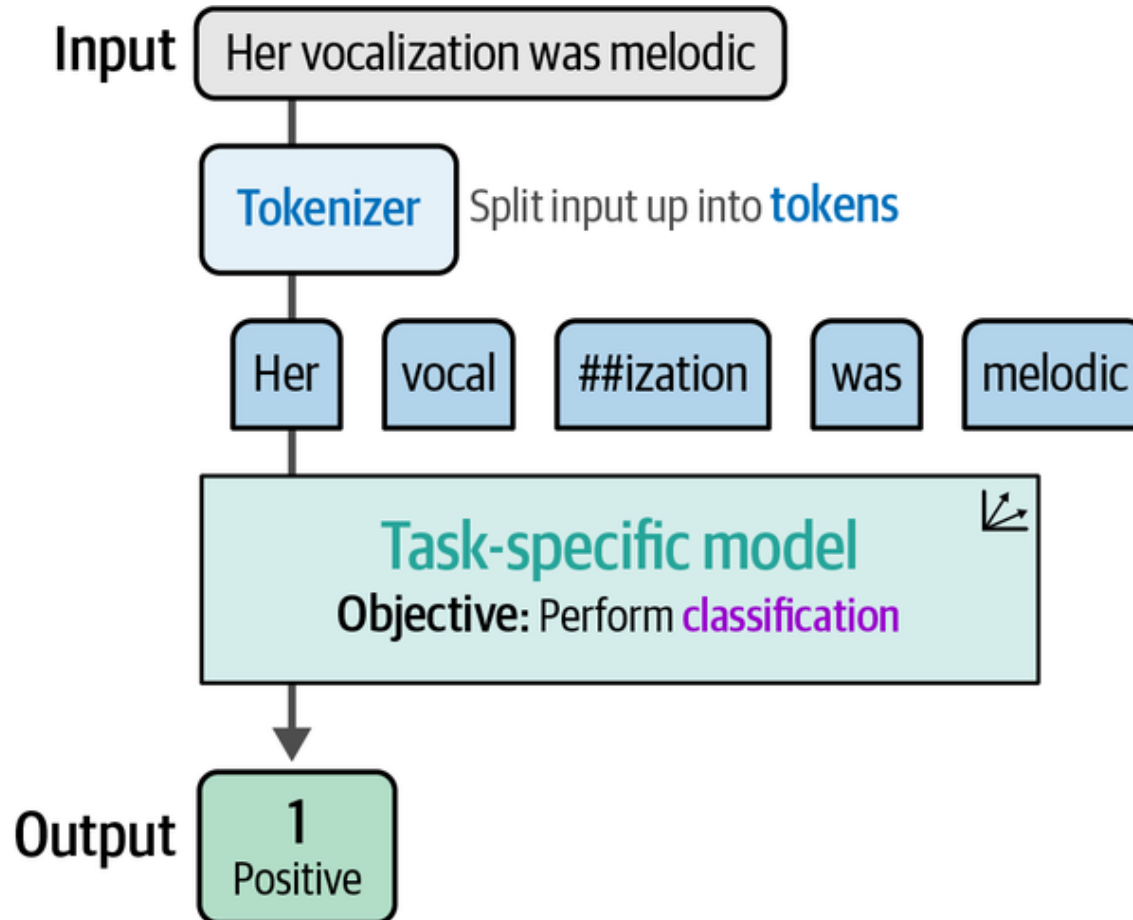 Input
Her vocalization was melodic
Tokenizer
Split input up into tokens
Her
vocal
##ization
was
melodic
Task-specific model
Objective: Perform classification
Output
1
Positive